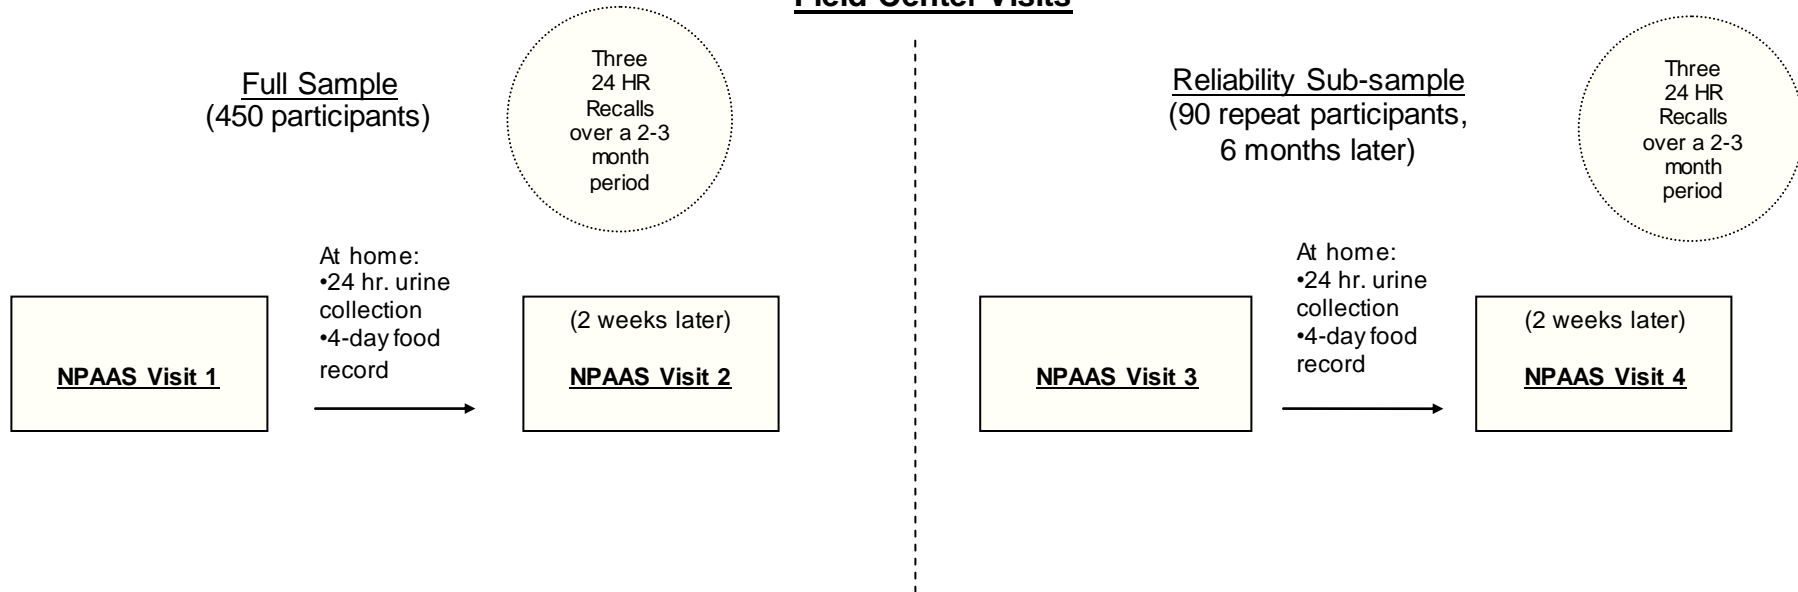 Field Center Visits
Full Sample
(450 participants)
Three
24 HR
Recalls
over a 2-3
month
period
At home:
•24 hr. urine
collection
•4-day food
record
NPAAS Visit 1
(2 weeks later)
NPAAS Visit 2
Reliability Sub-sample
(90 repeat participants,
6 months later)
Three
24 HR
Recalls
over a 2-3
month
period
At home:
•24 hr. urine
collection
•4-day food
record
NPAAS Visit 3
(2 weeks later)
NPAAS Visit 4